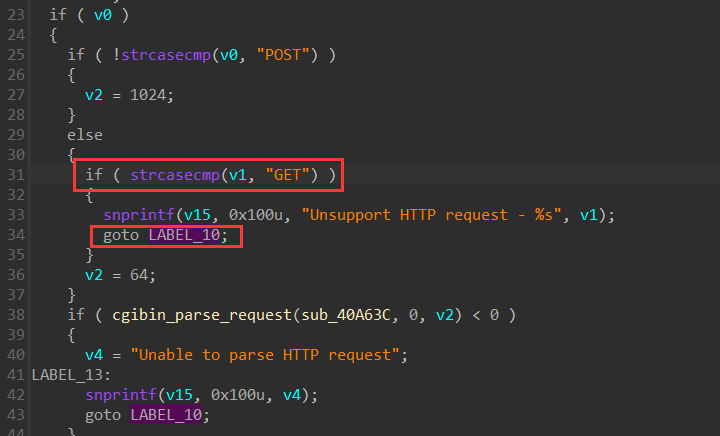 23 if ( v0 )
24 {
25 if ( !strcasecmp(v0, "POST") )
26 {
27 v2 = 1024;
28 }
29 else
30 {
31 if ( strcasecmp(v1, "GET") )
32 {
33 snprintf(v15, 0x100u, "Unsupport HTTP request - %s", v1);
34 goto LABEL_10;
35 }
36 v2 = 64;
37 }
38 if ( cgibin_parse_request(sub_40A63C, 0, v2) < 0 )
39 {
40 v4 = "Unable to parse HTTP request";
41 LABEL_13:
42 snprintf(v15, 0x100u, v4);
43 goto LABEL_10;
44 }